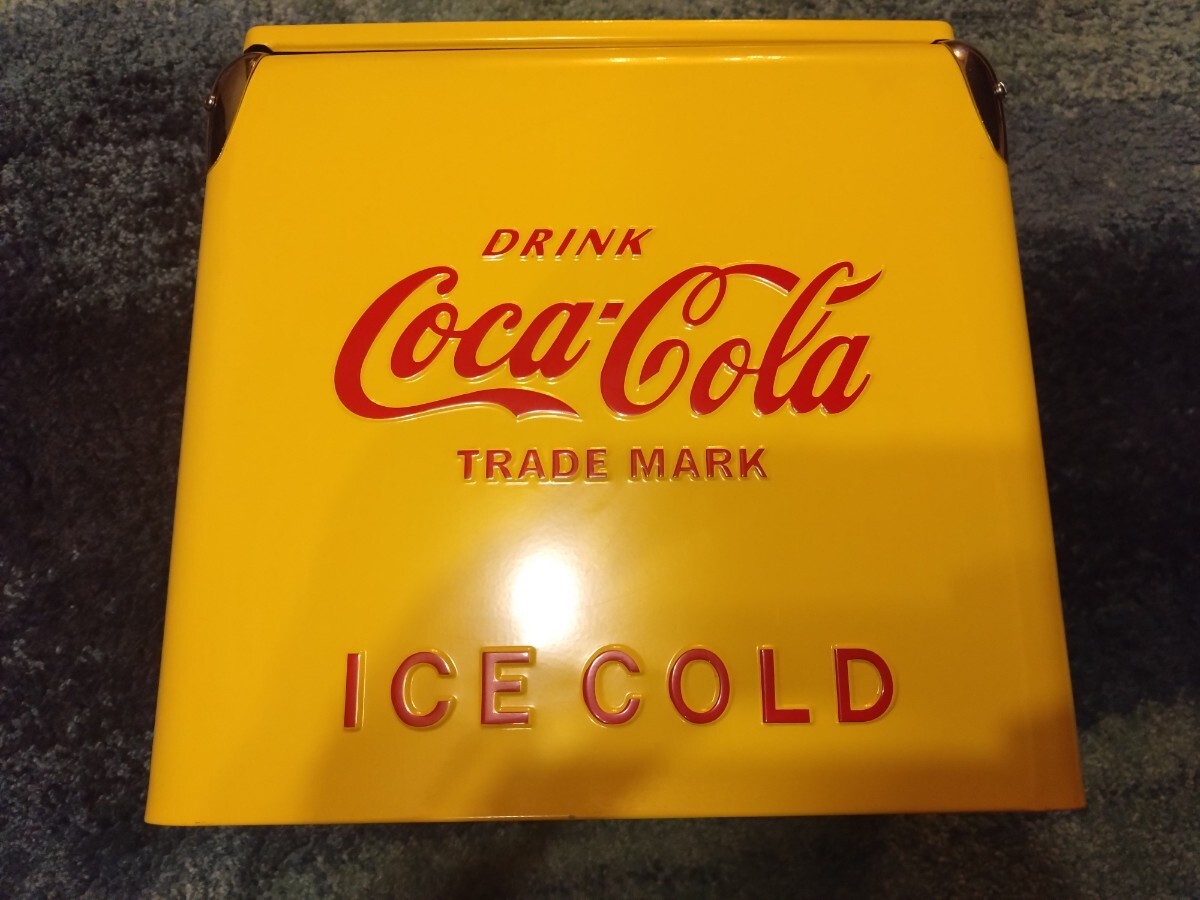 DRINK
Coca-Cola
TRADE MARK
ICE COLD